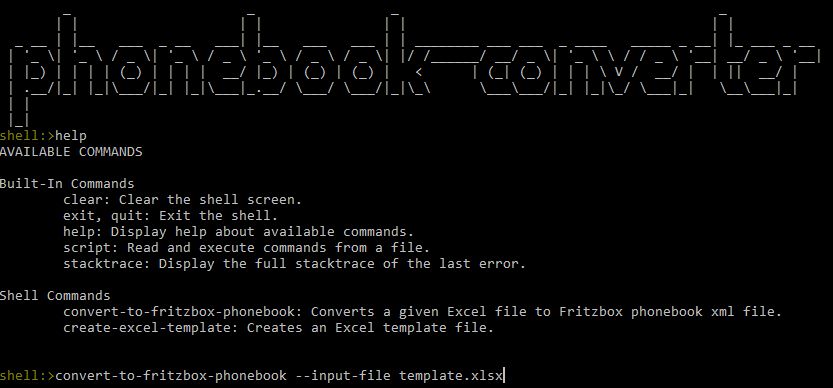 phonebook-converter
shell:>help
AVAILABLE COMMANDS
Built-In Commands
clear: Clear the shell screen.
exit, quit: Exit the shell.
help: Display help about available commands.
script: Read and execute commands from a file.
stacktrace: Display the full stacktrace of the last error.
Shell Commands
convert-to-fritzbox-phonebook: Converts a given Excel file to Fritzbox phonebook xml file.
create-excel-template: Creates an Excel template file.
shell:>convert-to-fritzbox-phonebook --input-file template.xlsx